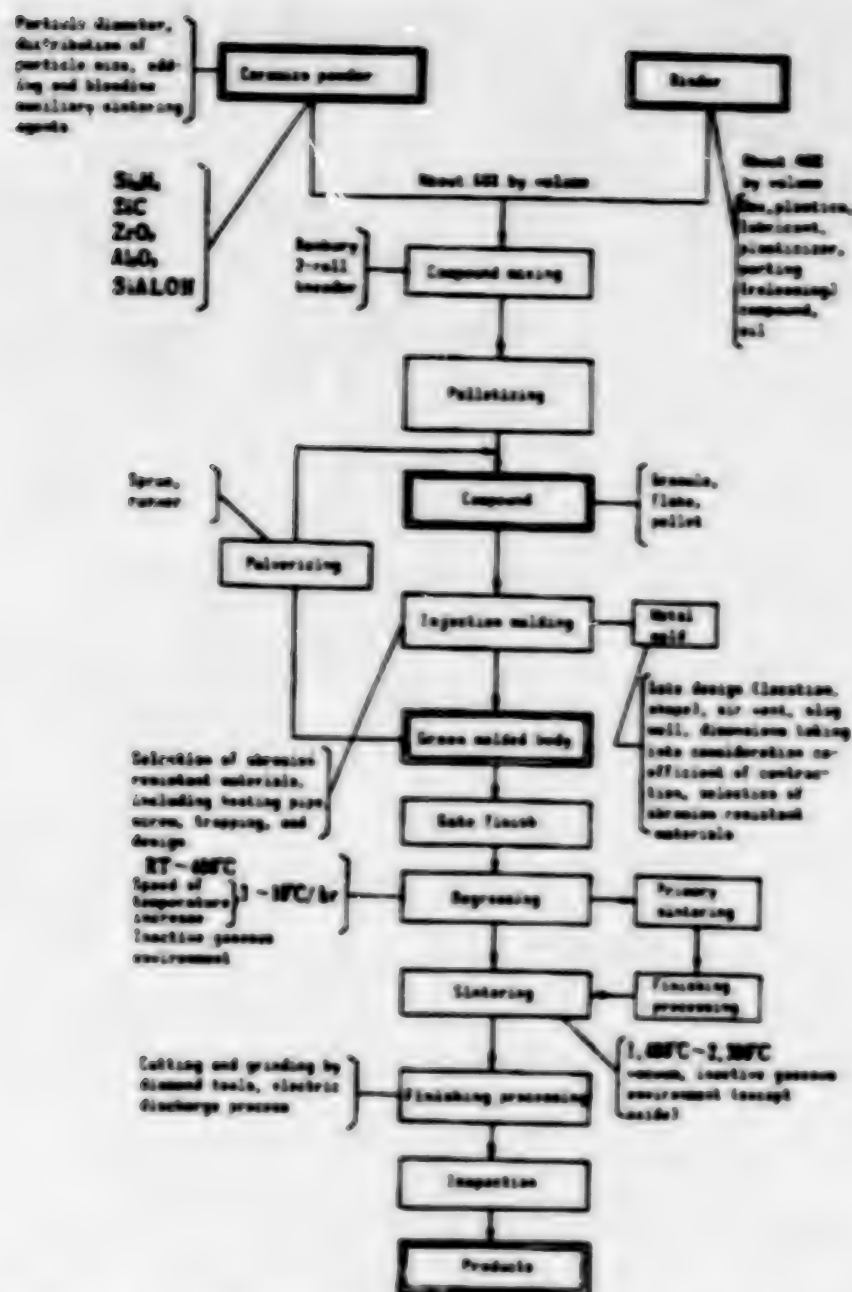 Particle diameter,
distribution of
particle size, add-
ing and blending
auxiliary sintering
agents
Ceramics powder
Binder
SiC
ZrO₂
Al₂O₃
SiALON
About by volume
About
by volume
plastics,
lubricant,
plasticizer,
parting
(releasing)
compound,
oil
Banbury
2-roll
kneader
Compound mixing
Pelletizing
Sprue,
runner
Compound
Granule,
flake,
pellet
Pulverizing
Injection molding
Metal
mold
Gate design (location,
shape), air vent, slug
well, dimensions taking
into consideration co-
efficient of contrac-
tion, selection of
abrasion resistant
materials
Green molded body
Selection of abrasion
resistant materials,
including heating pipe
screw, trapping, and
design
Gate finish
RT ~
Speed of
temperature
increase
Inactive gaseous
environment
Degreasing
Primary
sintering
Sintering
Finishing
processing
vacuum, inactive gaseous
environment (except
oxide)
Cutting and grinding by
diamond tools, electric
discharge process
Finishing processing
Inspection
Products